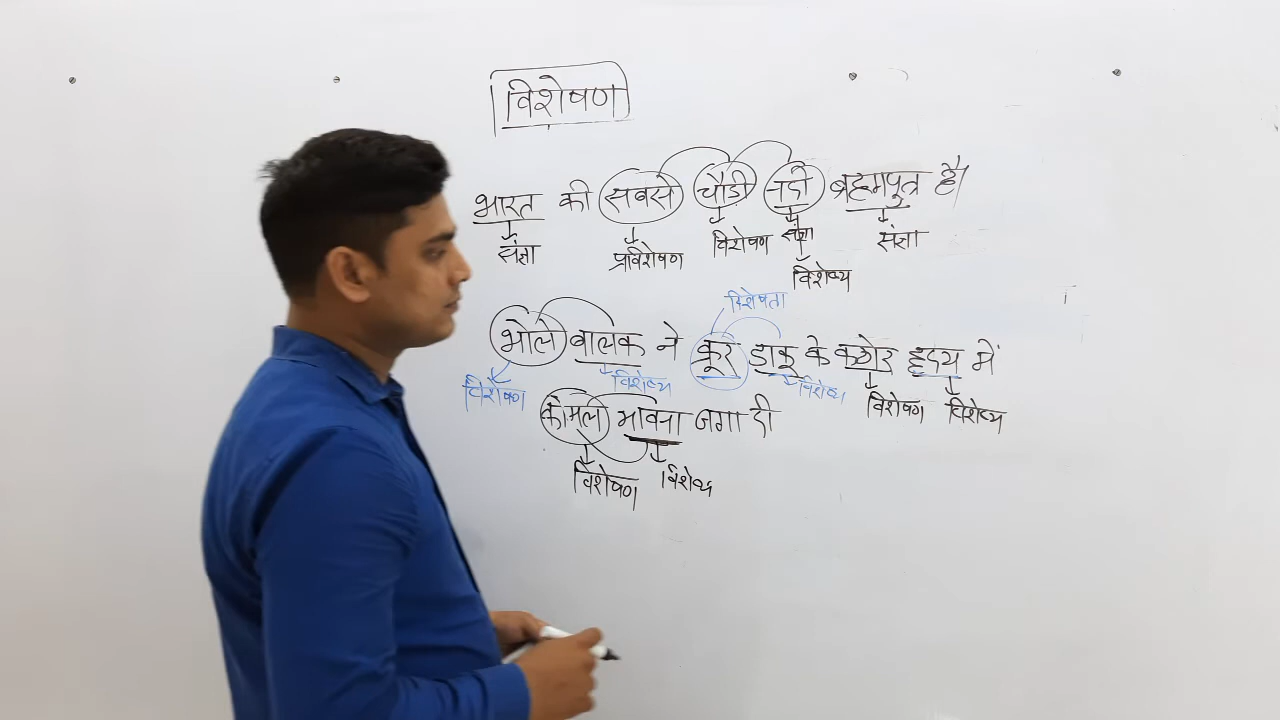 विशेषण
भारत की सबसे चौडी नदी ब्रह्मपुत्र है।
संज्ञा प्रविशेषण विशेषण संज्ञा संज्ञा
विशेष्य
विशेषता
भोले बालक ने क्रूर डाकू के कठोर हृदय में
विशेषण विशेष्य विशेष्य विशेषण विशेष्य
कोमल भावना जगा दी
विशेषण विशेष्य